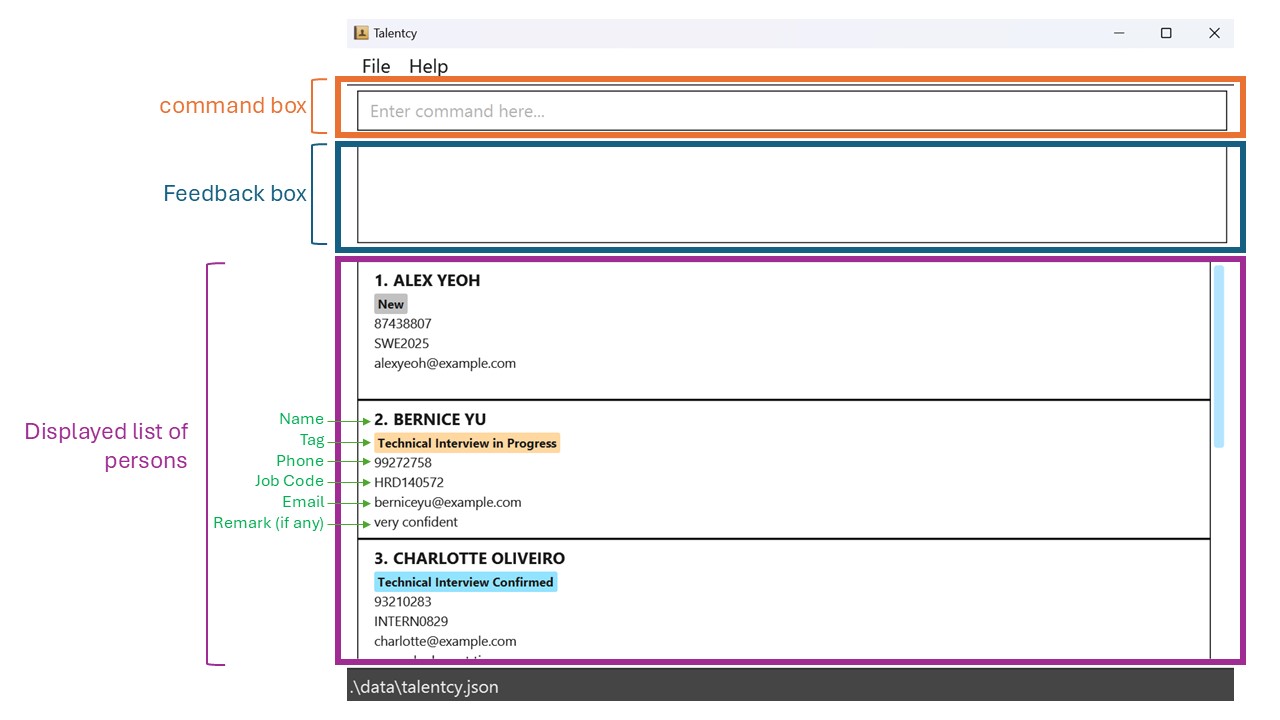 Talentcy
File Help
command box
Enter command here...
Feedback box
Displayed list of
persons
1. ALEX YEOH
New
87438807
SWE2025
alexyeoh@example.com
Name
2. BERNICE YU
Tag
Technical Interview in Progress
Phone
99272758
Job Code
HRD140572
Email
berniceyu@example.com
Remark (if any)
very confident
3. CHARLOTTE OLIVEIRO
Technical Interview Confirmed
93210283
INTERN0829
charlotte@example.com
.\data\talentcy.json